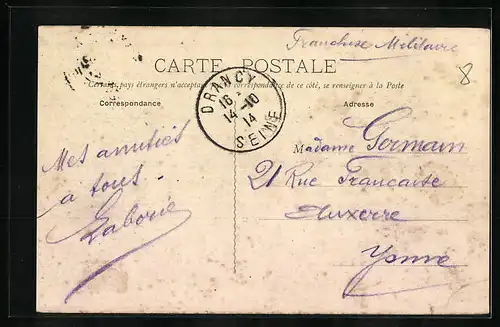 Franchise Militaire
8
CARTE POSTALE
Certains pays étrangers n'acceptant pas la correspondance de ce côté, se renseigner à la Poste
Correspondance
Adresse
DRANCY
16
14-10
14
SEINE
Mes amitiés
à tous
Laborie
Madame Germain
21 Rue Française
Auxerre
Yonne